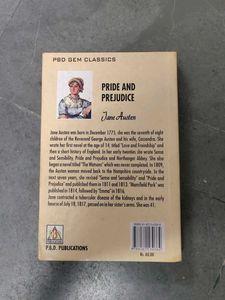 PBD GEM CLASSICS
PRIDE AND
PREJUDICE
Jane Austen
Jane Austen was born in December 1775, she was the seventh of eight
children of the Reverend George Austen and his wife, Cassandra. She
wrote her first novel at the age of 14, titled "Love and Friendship" and
then a short history of England. In her early twenties she wrote Sense
and Sensibility, Pride and Prejudice and Northanger Abbey. She also
began a novel titled "The Watsons" which was never completed. In 1809,
the Austen women moved back to the Hampshire countryside. In the
next seven years, she revised "Sense and Sensibility" and "Pride and
Prejudice" and published them in 1811 and 1813. "Mansfield Park" was
published in 1814, followed by "Emma" in 1816.
Jane contracted a tubercular disease of the kidneys and in the early
hours of July 18, 1817, passed on in her sister's arms. She was 41.
P.B.D. PUBLICATIONS